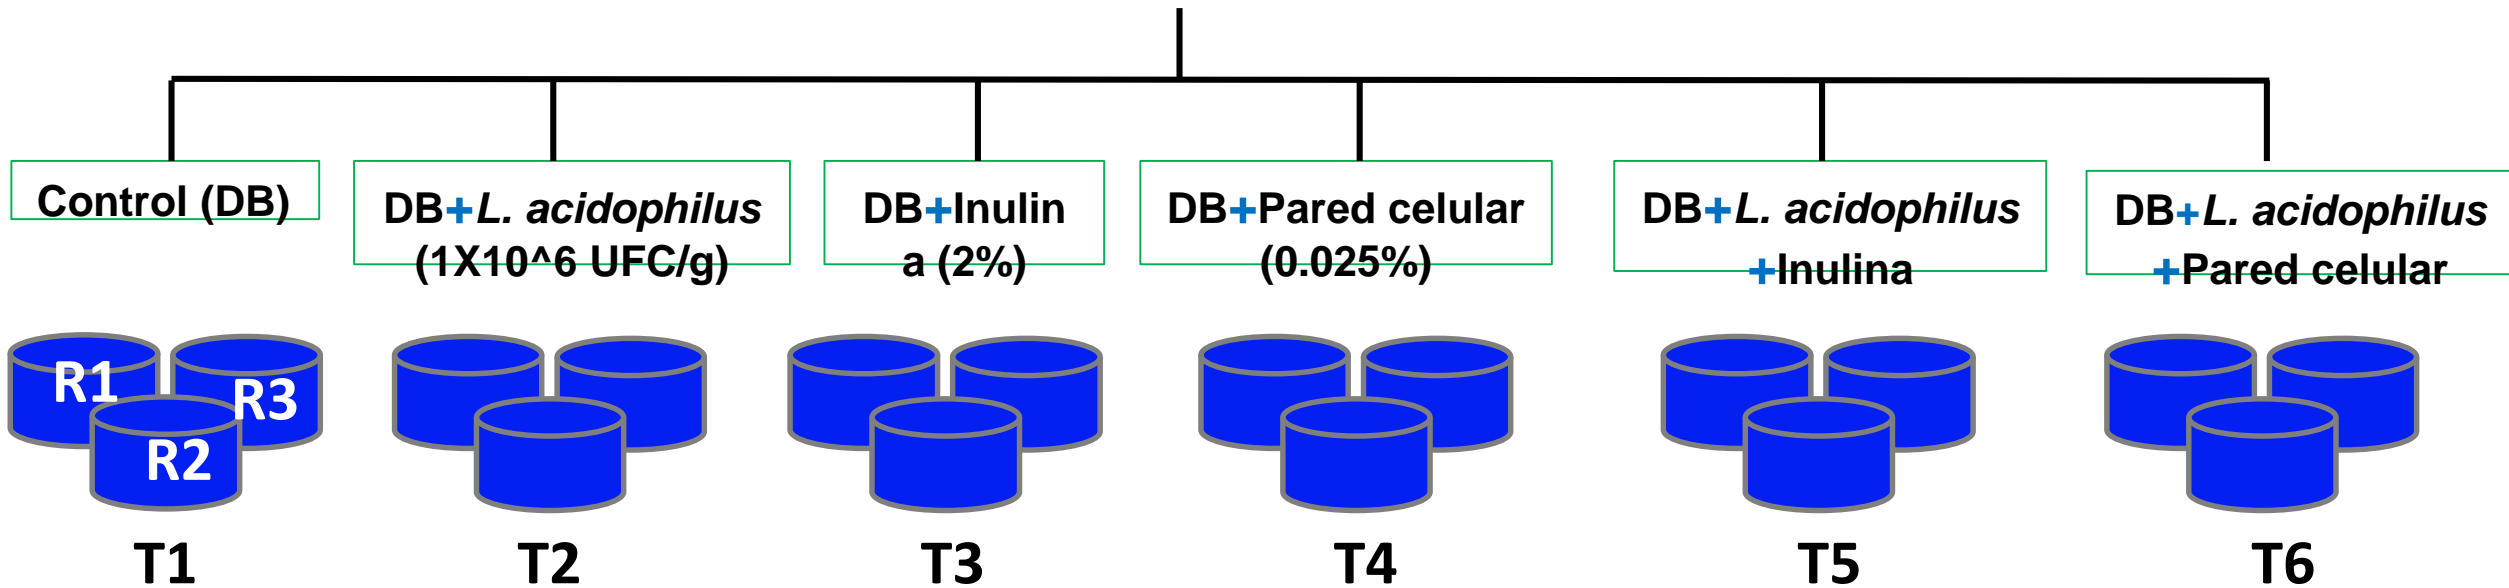 Control (DB)
DB+L. acidophilus
(1X10^6 UFC/g)
DB+Inulin
a (2%)
DB+Pared celular
(0.025%)
DB+L. acidophilus
+Inulina
DB+L. acidophilus
+Pared celular
R1
R3
R2
T1
T2
T3
T4
T5
T6